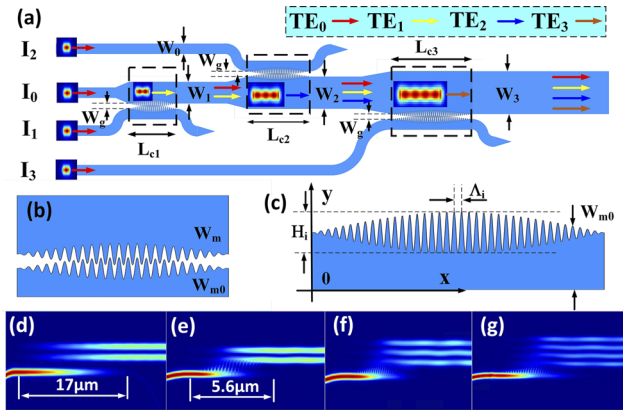 (a)
TE0 TE1 TE2 TE3
I2
W0
Lc3
Wg
I0
W1
W2
W3
Wg
Wg
I1
Lc1
Lc2
I3
(b)
Wm
Wm0
(c)
y
Λi
Wm0
Hi
0
x
(d)
(e)
(f)
(g)
17μm
5.6μm